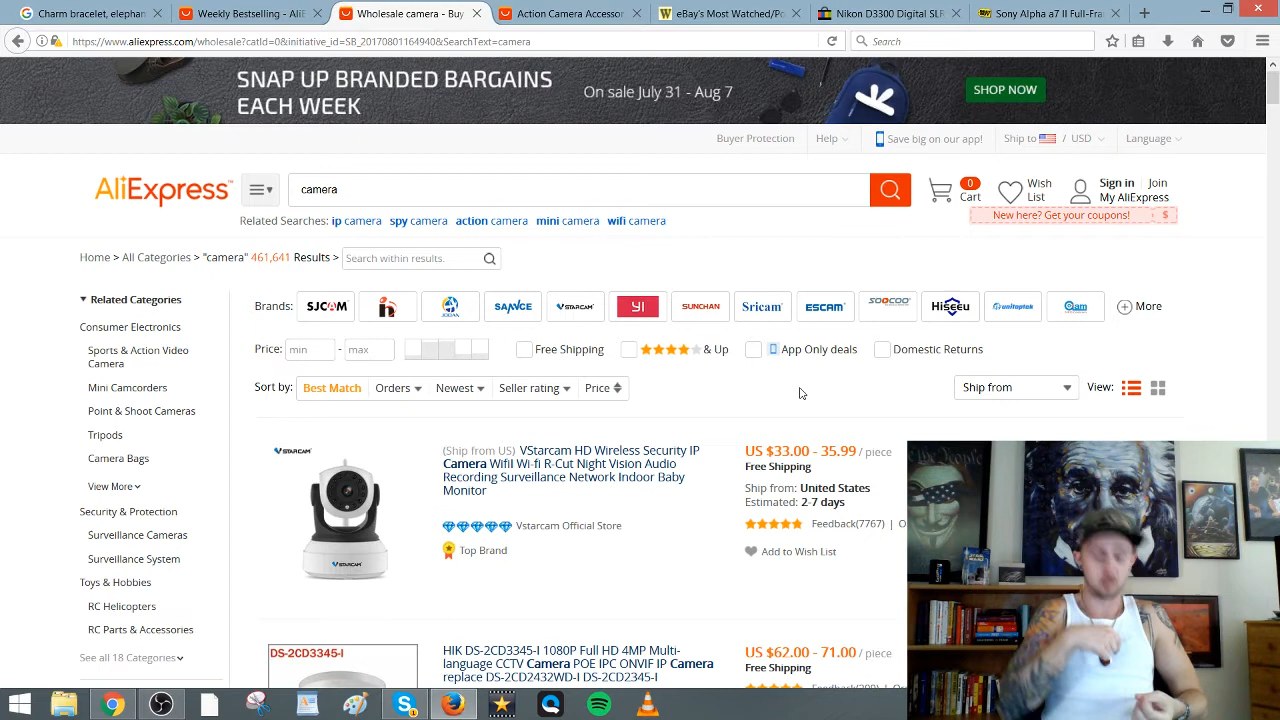 Charm bracelet, elephan
Weekly Bestsellers - Bu
Wholesale camera - Buy
Action Camera Accessor
eBay's Most Watched/Po
Nikon D3300 Digital SLR
Sony Alpha a7 II Full-Fram
https://www.aliexpress.com/wholesale?catId=0&initiative_id=SB_20170801164940&SearchText=camera
Search
SNAP UP BRANDED BARGAINS
EACH WEEK
On sale July 31 - Aug 7
SHOP NOW
Buyer Protection
Help
Save big on our app!
Ship to / USD
Language
AliExpress™
camera
0
Cart
Wish
List
Sign in Join
My AliExpress
Related Searches: ip camera spy camera action camera mini camera wifi camera
New here? Get your coupons! $
Home > All Categories > "camera" 461,641 Results >
Search within results.
Related Categories
Consumer Electronics
Sports & Action Video
Camera
Mini Camcorders
Point & Shoot Cameras
Tripods
Camera Bags
View More
Security & Protection
Surveillance Cameras
Surveillance System
Toys & Hobbies
RC Helicopters
RC Parts & Accessories
See all 18 Categories
Brands: SJCAM SANNCE VSTARCAM YI SUNCHAN Sricam ESCAM SOOCOO Hiseeu unitoptek More
Price: min - max Free Shipping & Up App Only deals Domestic Returns
Sort by: Best Match Orders Newest Seller rating Price
Ship from
View:
VSTARCAM
VSTARCAM
(Ship from US) VStarcam HD Wireless Security IP
Camera Wifil Wi-fi R-Cut Night Vision Audio
Recording Surveillance Network Indoor Baby
Monitor
Vstarcam Official Store
Top Brand
US $33.00 - 35.99 / piece
Free Shipping
Ship from: United States
Estimated: 2-7 days
Feedback(7767) | O
Add to Wish List
DS-2CD3345-I
HIK DS-2CD3345-I 1080P Full HD 4MP Multi-
language CCTV Camera POE IPC ONVIF IP Camera
replace DS-2CD2432WD-I DS-2CD2345-I
US $62.00 - 71.00 / piece
Free Shipping